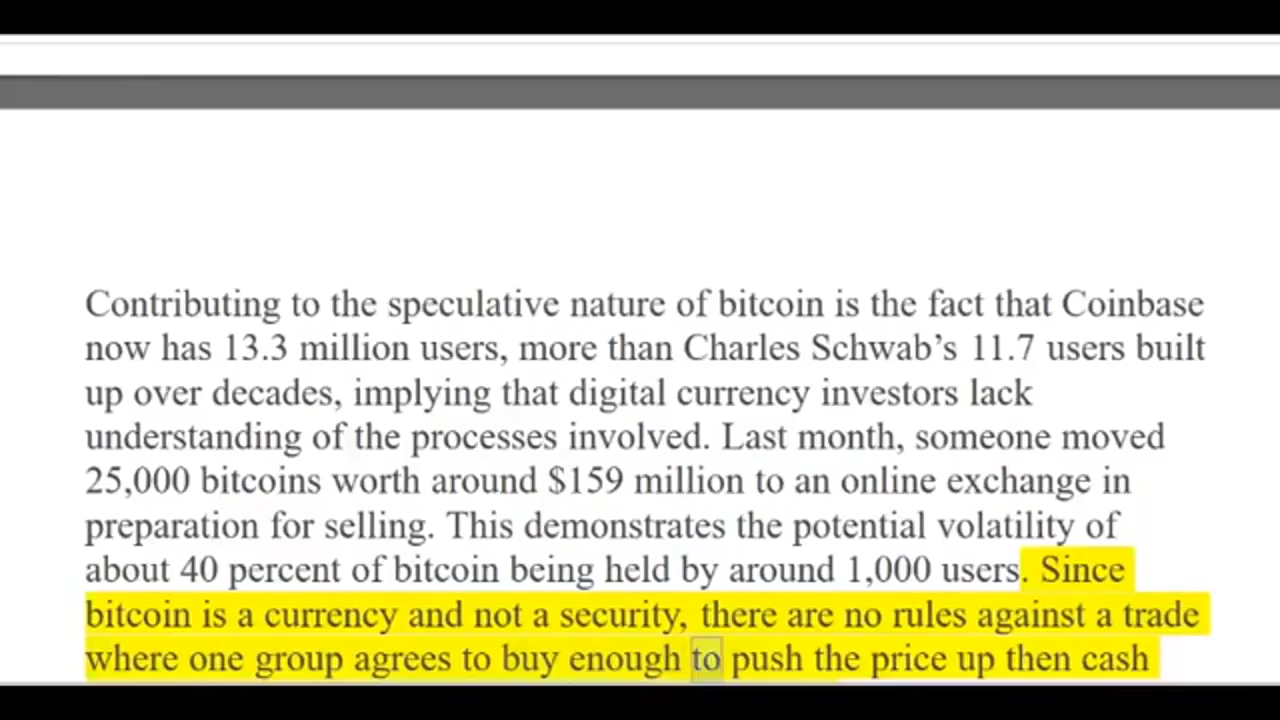 Contributing to the speculative nature of bitcoin is the fact that Coinbase
now has 13.3 million users, more than Charles Schwab’s 11.7 users built
up over decades, implying that digital currency investors lack
understanding of the processes involved. Last month, someone moved
25,000 bitcoins worth around $159 million to an online exchange in
preparation for selling. This demonstrates the potential volatility of
about 40 percent of bitcoin being held by around 1,000 users. Since
bitcoin is a currency and not a security, there are no rules against a trade
where one group agrees to buy enough to push the price up then cash